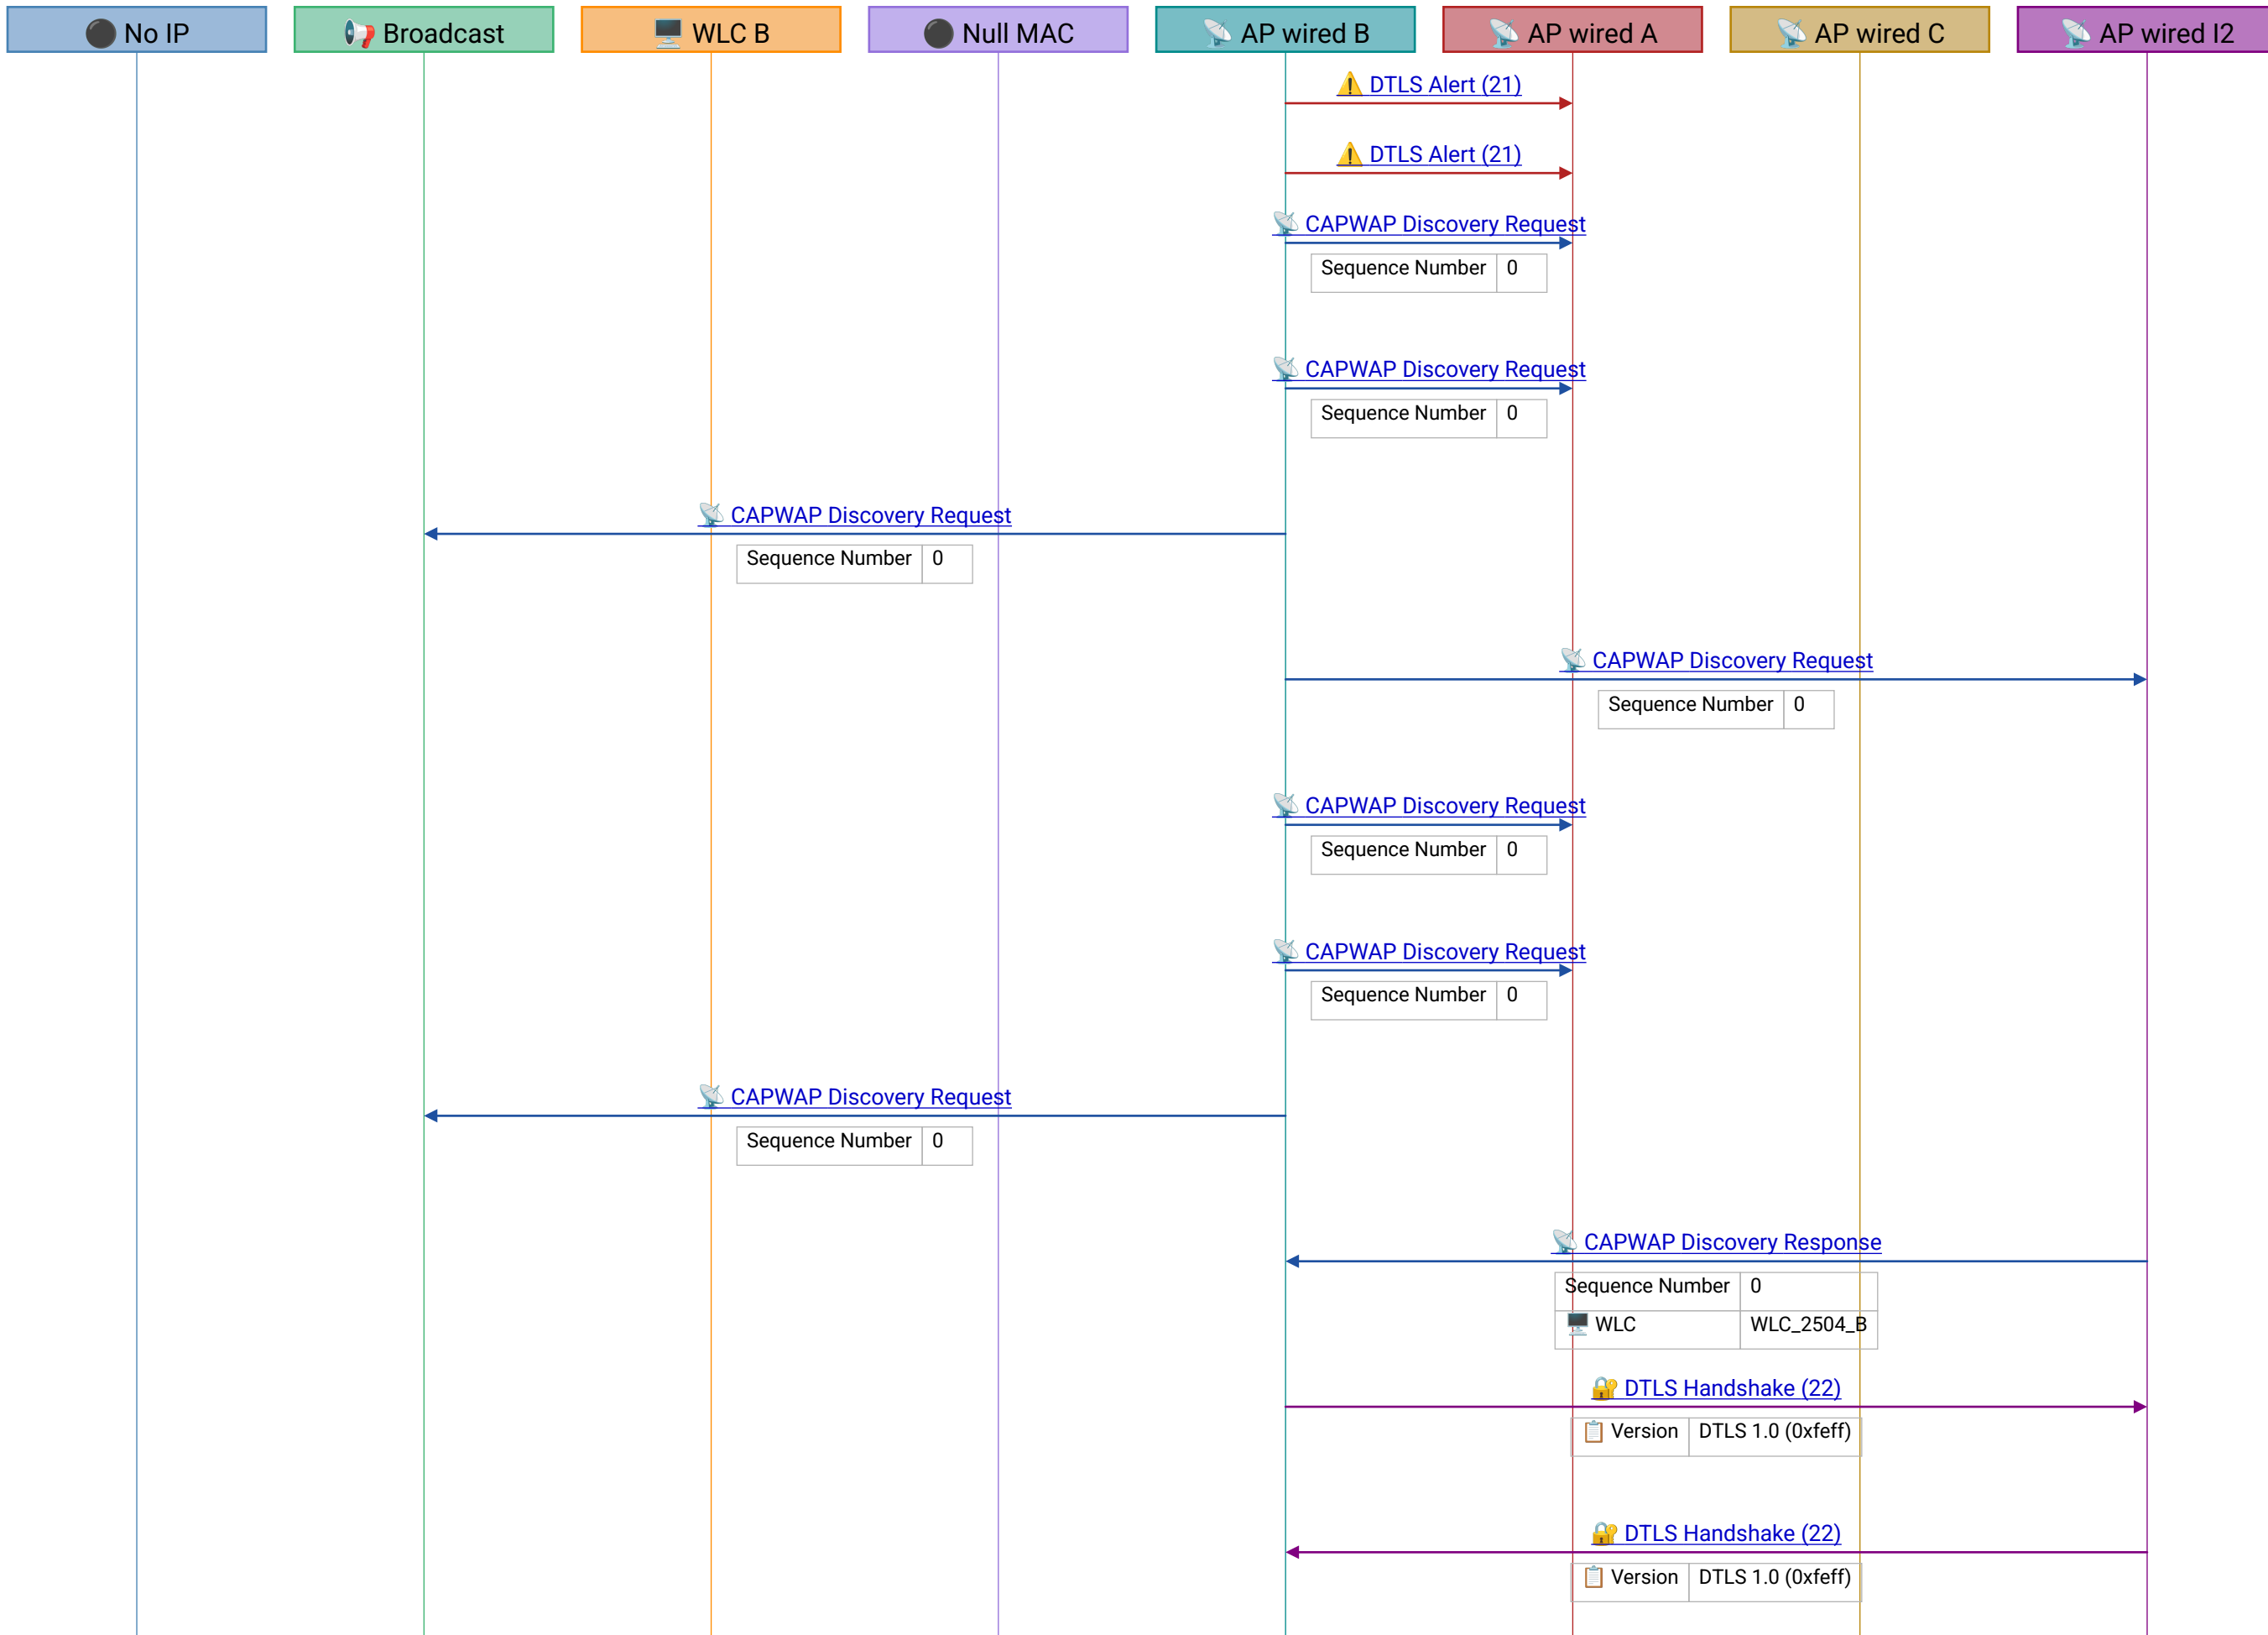 No IP
Broadcast
WLC B
Null MAC
AP wired B
AP wired A
AP wired C
AP wired I2
DTLS Alert (21)
DTLS Alert (21)
CAPWAP Discovery Request
Sequence Number 0
CAPWAP Discovery Request
Sequence Number 0
CAPWAP Discovery Request
Sequence Number 0
CAPWAP Discovery Request
Sequence Number 0
CAPWAP Discovery Request
Sequence Number 0
CAPWAP Discovery Request
Sequence Number 0
CAPWAP Discovery Request
Sequence Number 0
CAPWAP Discovery Response
Sequence Number 0
WLC WLC_2504_B
DTLS Handshake (22)
Version DTLS 1.0 (0xfeff)
DTLS Handshake (22)
Version DTLS 1.0 (0xfeff)